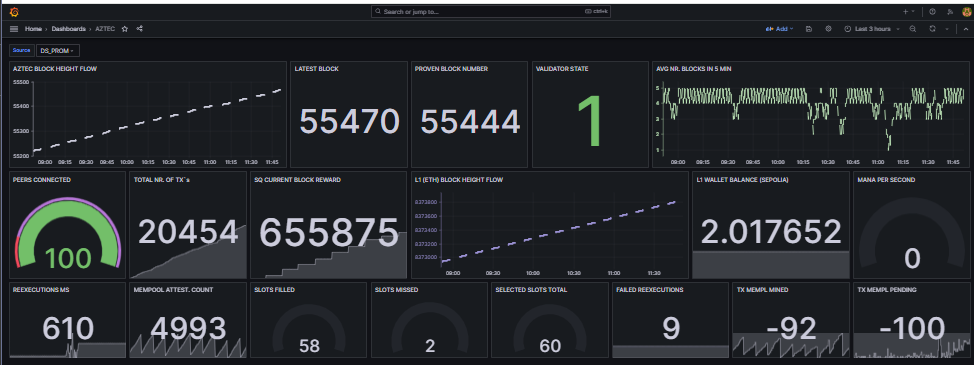 Search or jump to... ctrl+k
Home › Dashboards › AZTEC Add Last 3 hours
Source DS_PROM
AZTEC BLOCK HEIGHT FLOW
55500
55400
55300
55200
09:00 09:15 09:30 09:45 10:00 10:15 10:30 10:45 11:00 11:15 11:30 11:45
LATEST BLOCK
55470
PROVEN BLOCK NUMBER
55444
VALIDATOR STATE
1
AVG NR. BLOCKS IN 5 MIN
5
4
3
2
1
09:00 09:15 09:30 09:45 10:00 10:15 10:30 10:45 11:00 11:15 11:30 11:45
PEERS CONNECTED
100
TOTAL NR. OF TX`s
20454
SQ CURRENT BLOCK REWARD
655875
L1 (ETH) BLOCK HEIGHT FLOW
8373800
8373600
8373400
8373200
8373000
09:00 09:30 10:00 10:30 11:00 11:30
L1 WALLET BALANCE (SEPOLIA)
2.017652
MANA PER SECOND
0
REEXECUTIONS MS
610
MEMPOOL ATTEST. COUNT
4993
SLOTS FILLED
58
SLOTS MISSED
2
SELECTED SLOTS TOTAL
60
FAILED REEXECUTIONS
9
TX MEMPL MINED
-92
TX MEMPL PENDING
-100